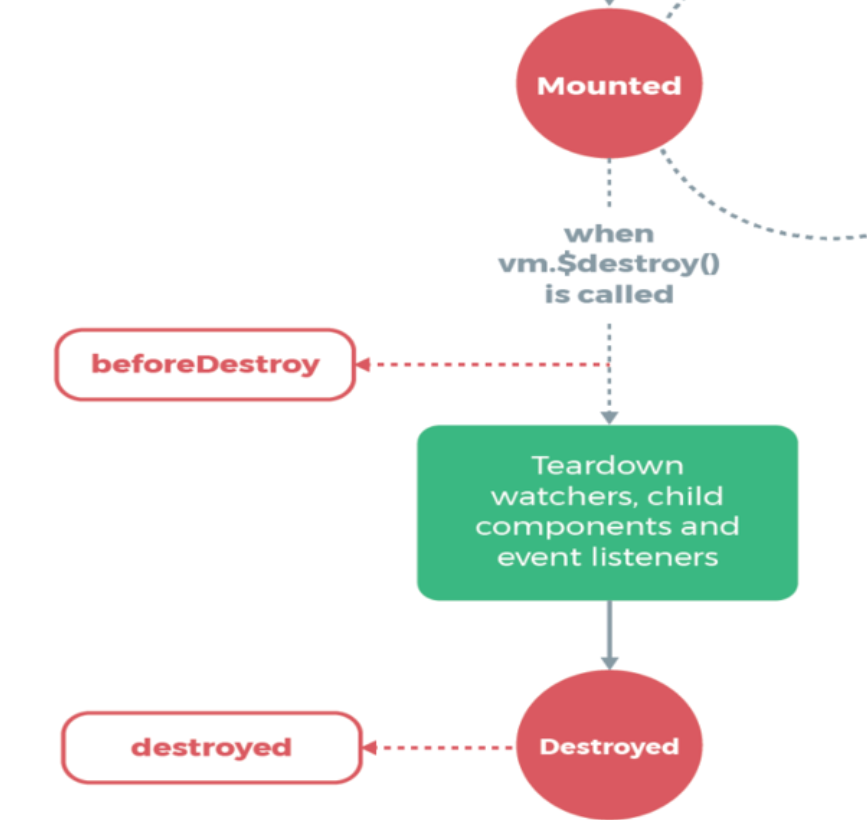 Mounted
when
vm.$destroy()
is called
beforeDestroy
Teardown
watchers, child
components and
event listeners
destroyed
Destroyed